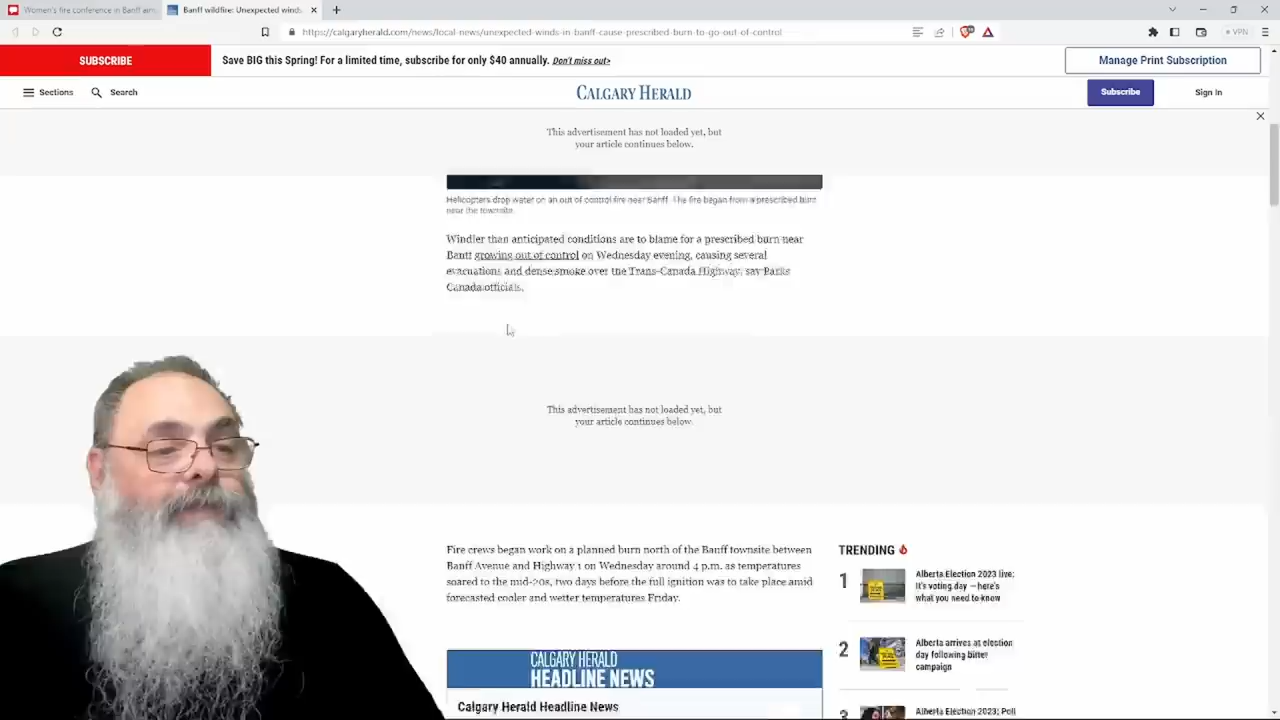 Women's fire conference in Banff am
Banff wildfire: Unexpected winds
https://calgaryherald.com/news/local-news/unexpected-winds-in-banff-cause-prescribed-burn-to-go-out-of-control
VPN
SUBSCRIBE
Save BIG this Spring! For a limited time, subscribe for only $40 annually. Don't miss out>
Manage Print Subscription
Sections
Search
CALGARY HERALD
Subscribe
Sign In
This advertisement has not loaded yet, but
your article continues below.
Helicopters drop water on an out of control fire near Banff. The fire began from a prescribed burn
near the townsite.
Windier than anticipated conditions are to blame for a prescribed burn near
Banff growing out of control on Wednesday evening, causing several
evacuations and dense smoke over the Trans-Canada Highway, say Parks
Canada officials.
This advertisement has not loaded yet, but
your article continues below.
Fire crews began work on a planned burn north of the Banff townsite between
Banff Avenue and Highway 1 on Wednesday around 4 p.m. as temperatures
soared to the mid-20s, two days before the full ignition was to take place amid
forecasted cooler and wetter temperatures Friday.
CALGARY HERALD
HEADLINE NEWS
Calgary Herald Headline News
TRENDING
1
Alberta Election 2023 live:
It's voting day — here's
what you need to know
2
Alberta arrives at election
day following bitter
campaign
3
Alberta Election 2023: Poll